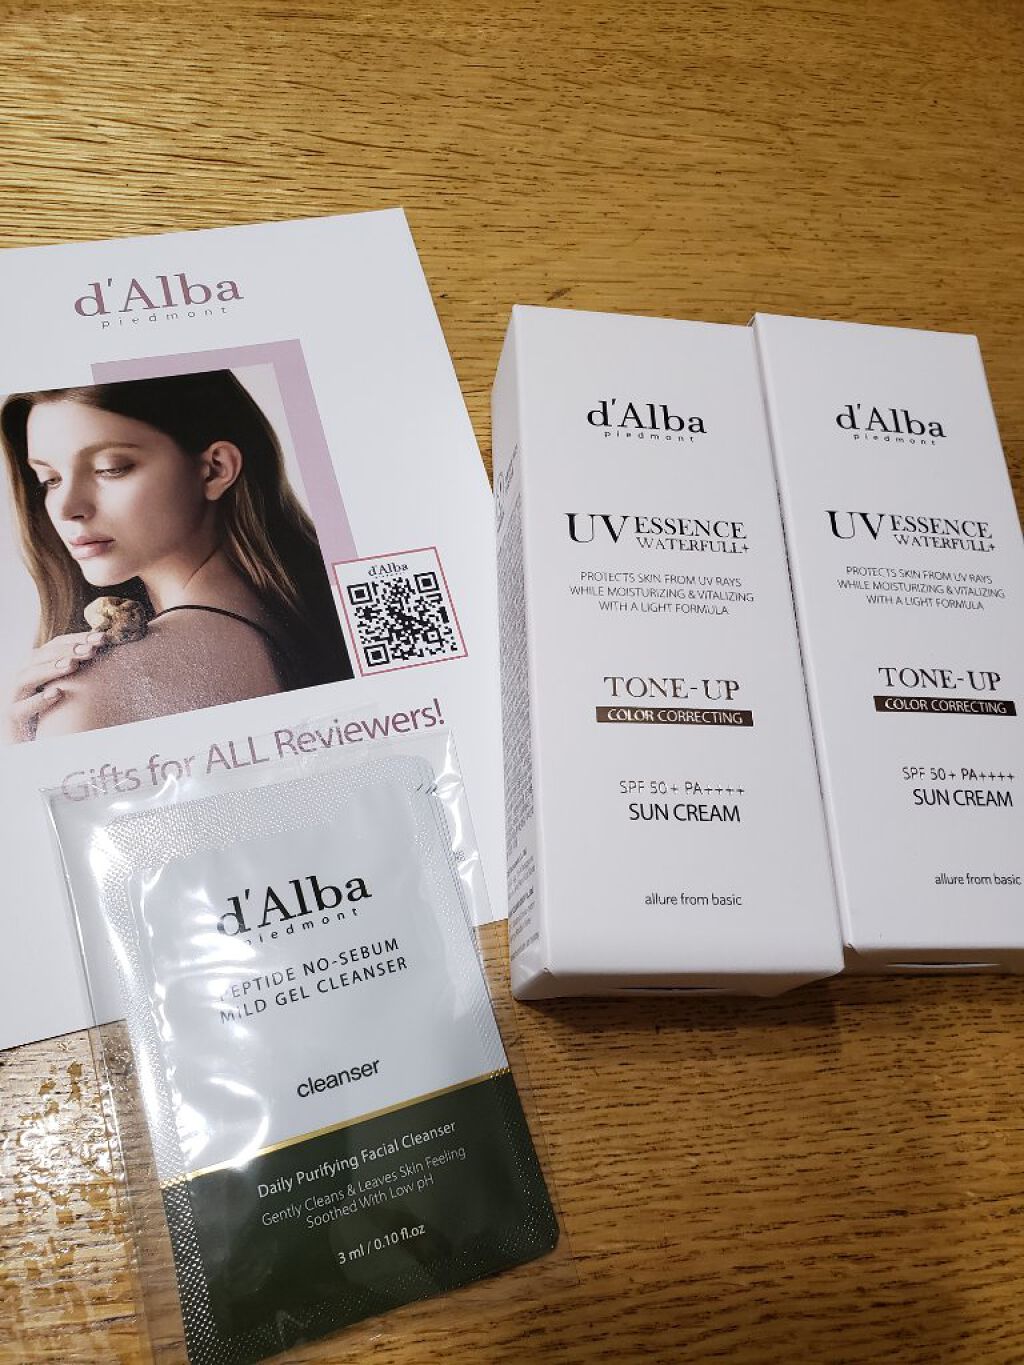 d'Alba
piedmont
d'Alba
Gifts for ALL Reviewers!
d'Alba
piedmont
PEPTIDE NO-SEBUM
MILD GEL CLEANSER
cleanser
Daily Purifying Facial Cleanser
Gently Cleans & Leaves Skin Feeling
Soothed With Low pH
3 ml / 0.10 fl.oz
d'Alba
piedmont
UV ESSENCE
WATERFULL+
PROTECTS SKIN FROM UV RAYS
WHILE MOISTURIZING & VITALIZING
WITH A LIGHT FORMULA
TONE-UP
COLOR CORRECTING
SPF 50+ PA++++
SUN CREAM
allure from basic
d'Alba
piedmont
UV ESSENCE
WATERFULL+
PROTECTS SKIN FROM UV RAYS
WHILE MOISTURIZING & VITALIZING
WITH A LIGHT FORMULA
TONE-UP
COLOR CORRECTING
SPF 50+ PA++++
SUN CREAM
allure from basic